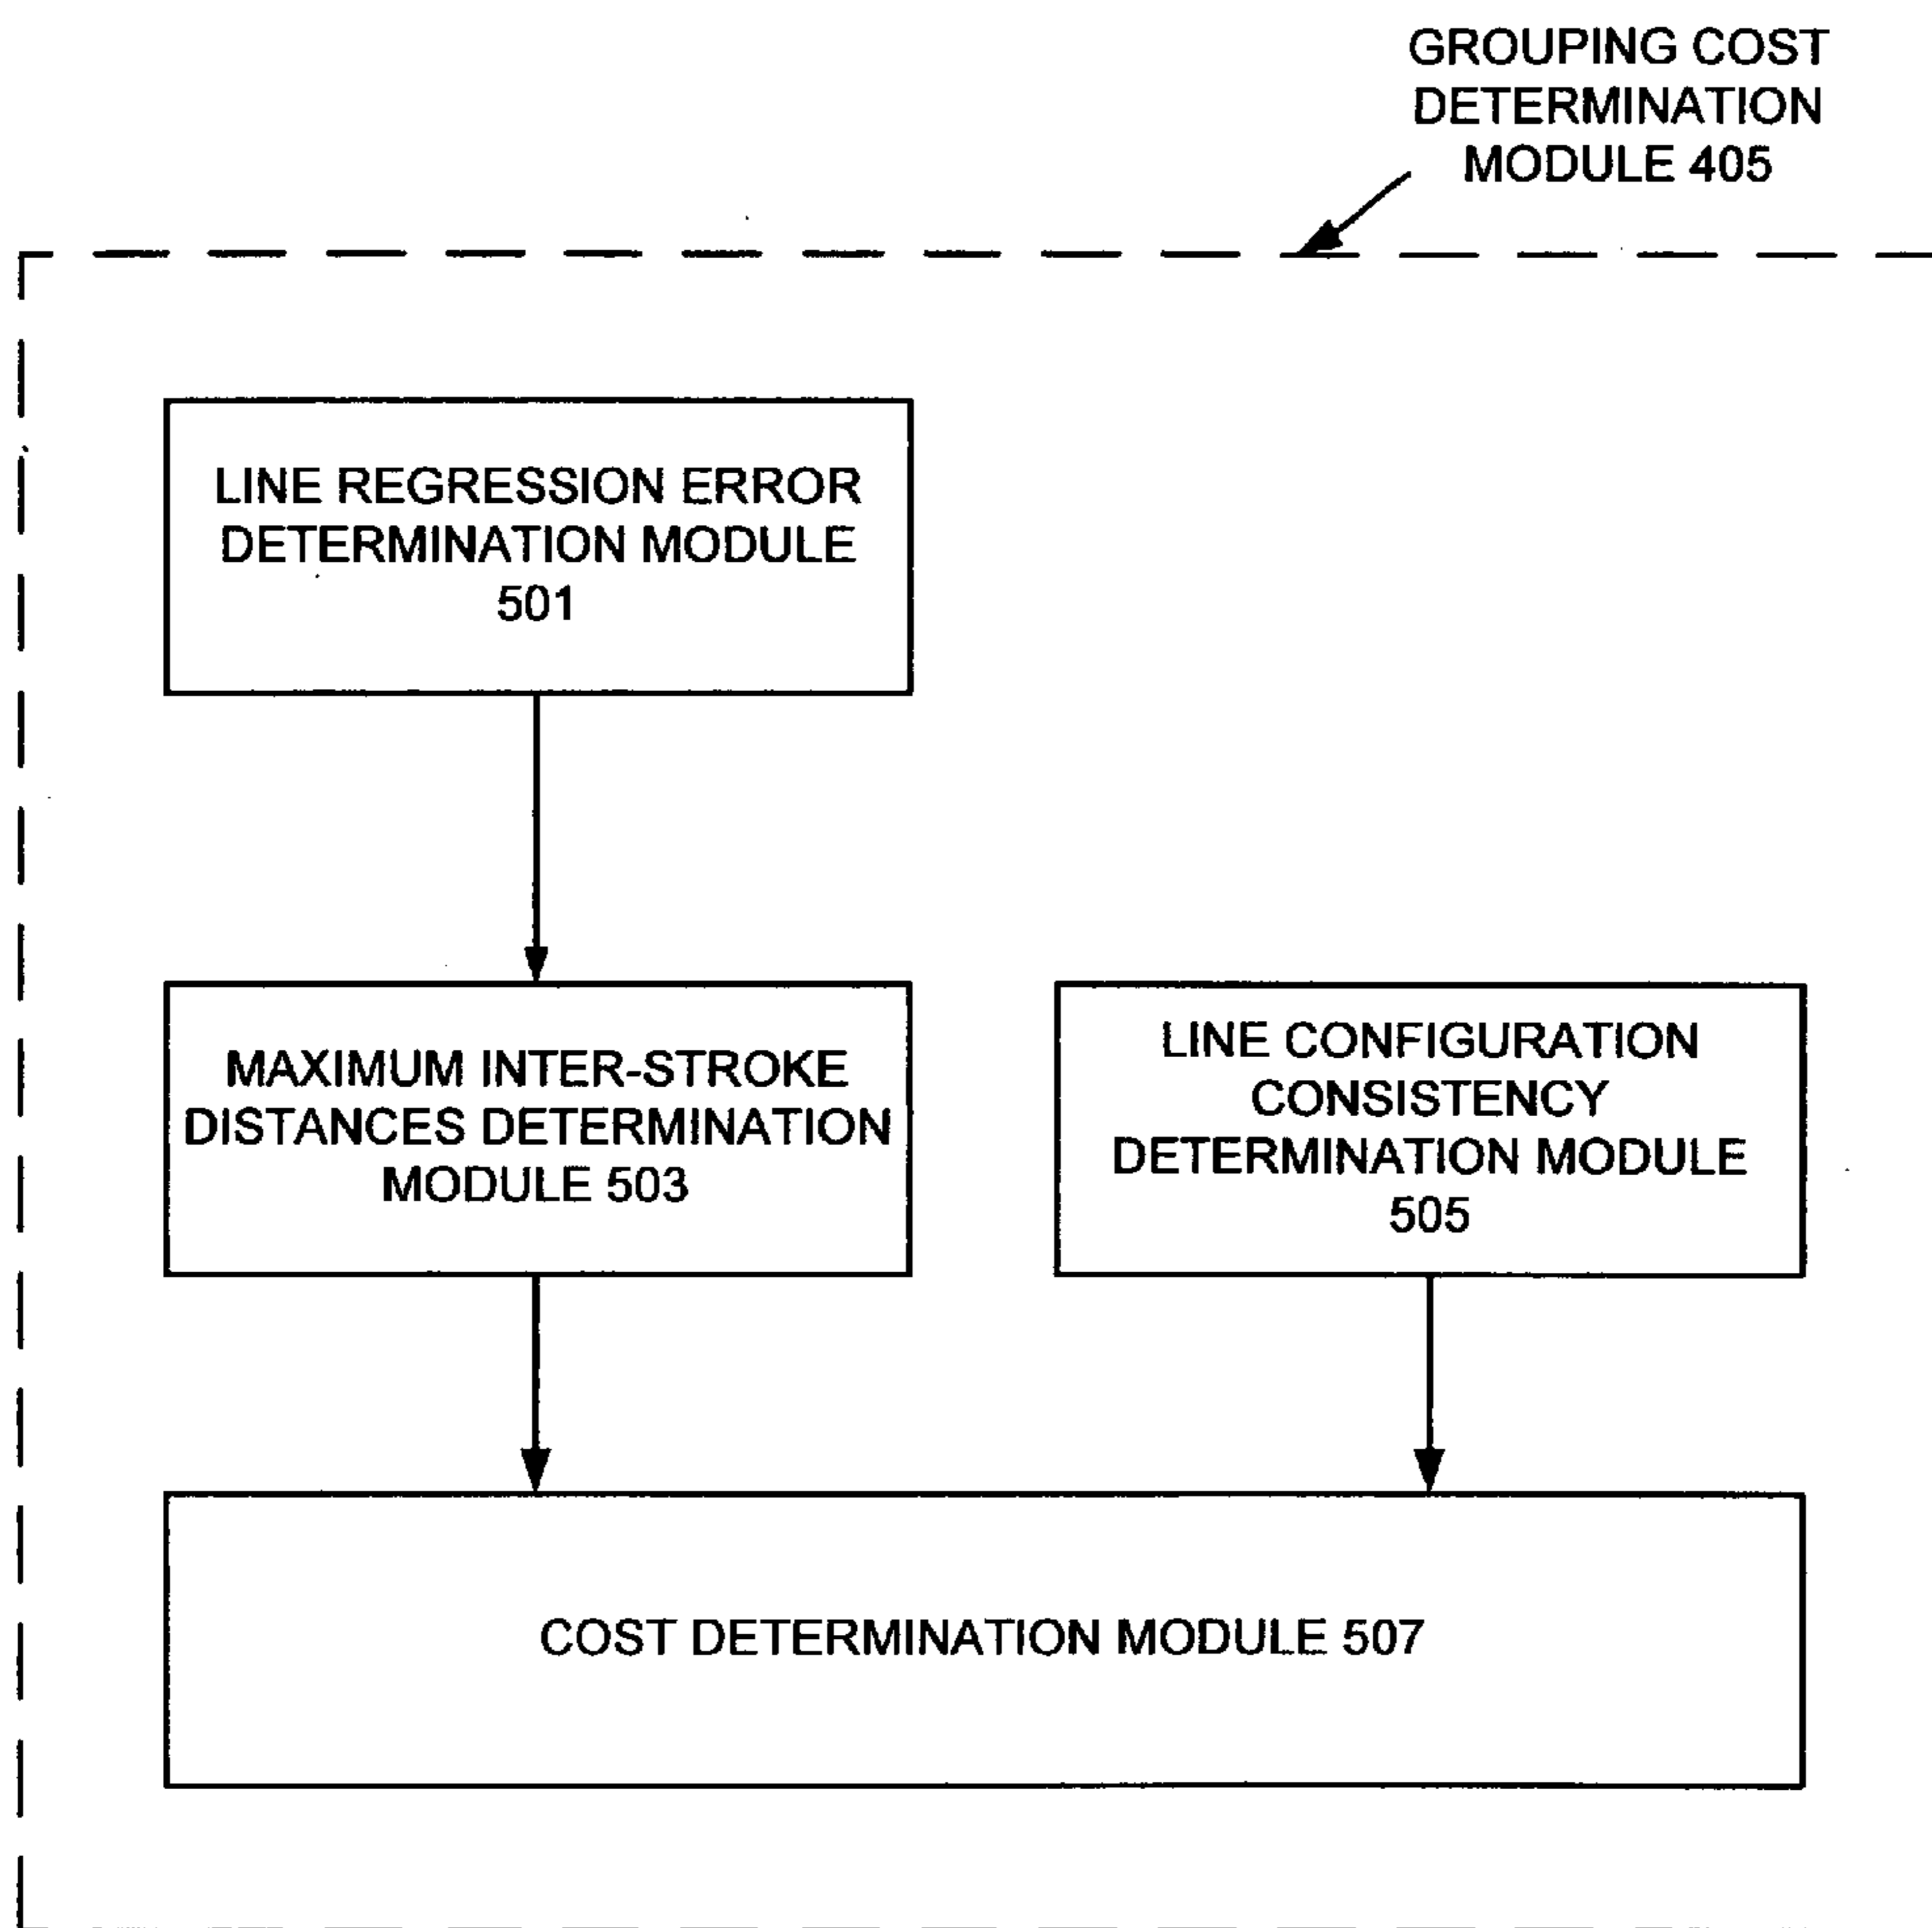 GROUPING COST
DETERMINATION
MODULE 405
LINE REGRESSION ERROR
DETERMINATION MODULE
501
MAXIMUM INTER-STROKE
DISTANCES DETERMINATION
MODULE 503
LINE CONFIGURATION
CONSISTENCY
DETERMINATION MODULE
505
COST DETERMINATION MODULE 507